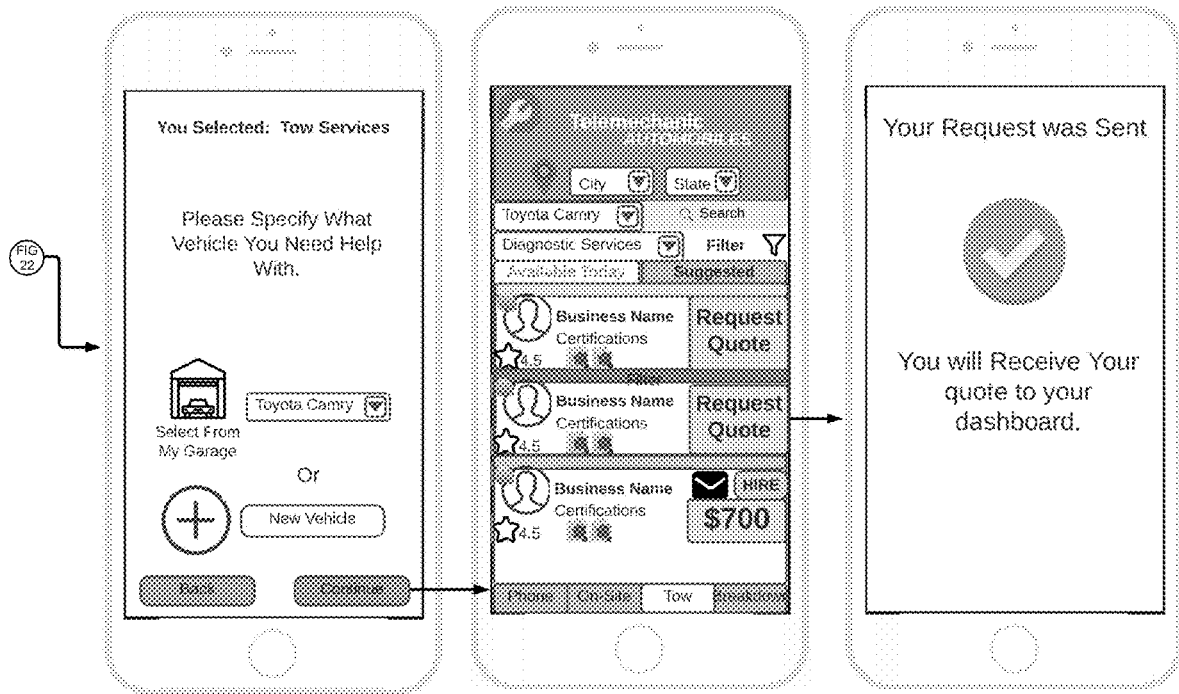 FIG
22
You Selected: Tow Services
Please Specify What
Vehicle You Need Help
With.
Toyota Camry
Select From
My Garage
Or
New Vehicle
Back
Continue
City
State
Toyota Camry
Search
Diagnostic Services
Filter
Available Today
Suggested
Business Name
Certifications
4.5
Request
Quote
Filter
Business Name
Certifications
4.5
Request
Quote
Business Name
Certifications
4.5
HIRE
$700
Phone
On-Site
Tow
Breakdown
Your Request was Sent
You will Receive Your
quote to your
dashboard.